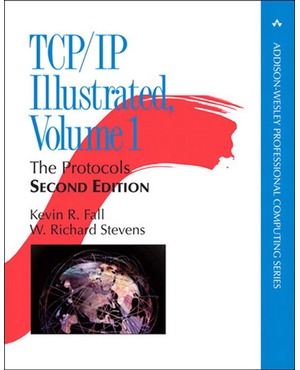 TCP/IP
Illustrated,
Volume 1
The Protocols
SECOND EDITION
Kevin R. Fall
W. Richard Stevens
ADDISON-WESLEY PROFESSIONAL COMPUTING SERIES